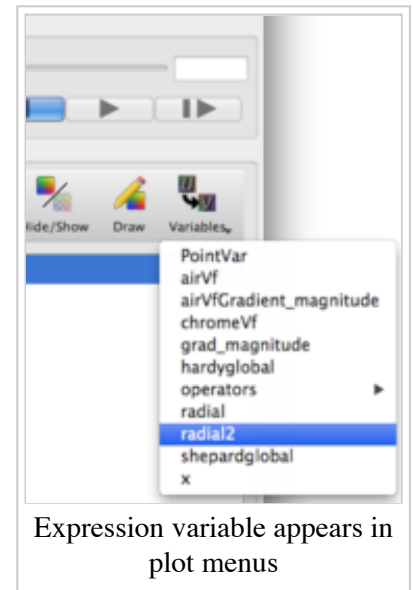 Hide/Show Draw Variables
PointVar
airVf
airVfGradient_magnitude
chromeVf
grad_magnitude
hardyglobal
operators
radial
radial2
shepardglobal
x
Expression variable appears in
plot menus